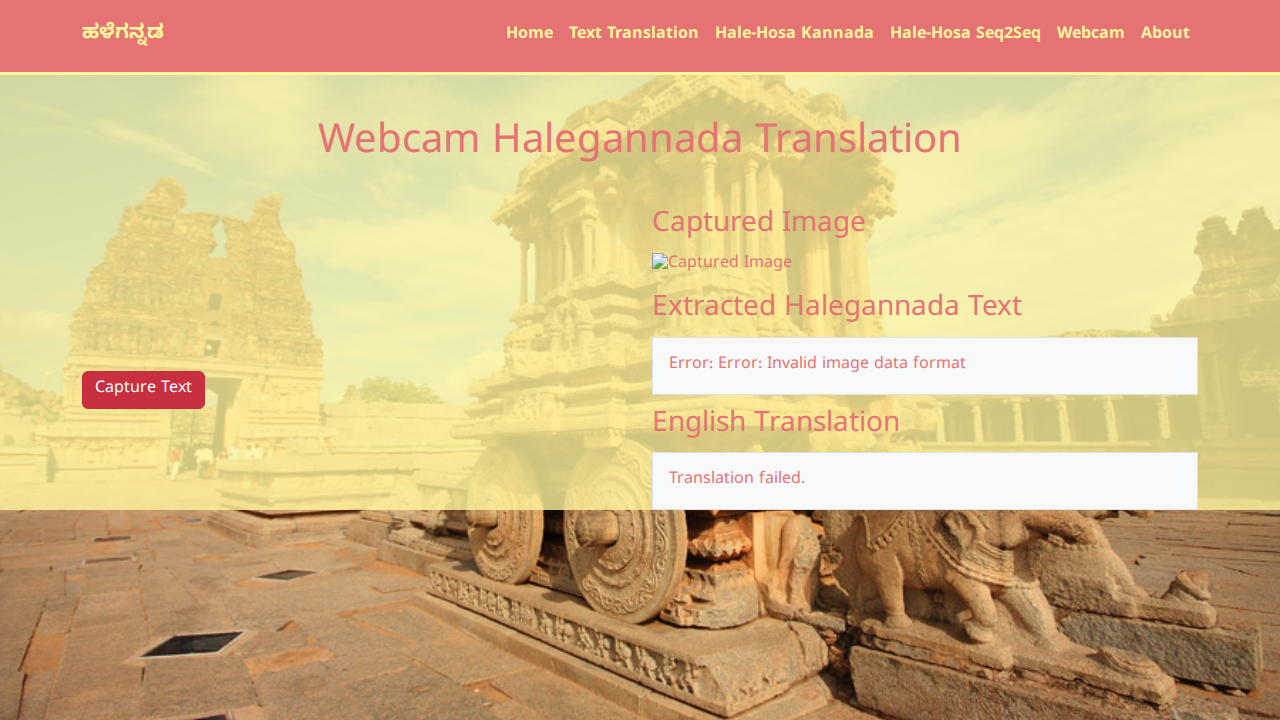 ಹಳೆಗನ್ನಡ
Home
Text Translation
Hale-Hosa Kannada
Hale-Hosa Seq2Seq
Webcam
About
Webcam Halegannada Translation
Capture Text
Captured Image
Captured Image
Extracted Halegannada Text
Error: Error: Invalid image data format
English Translation
Translation failed.